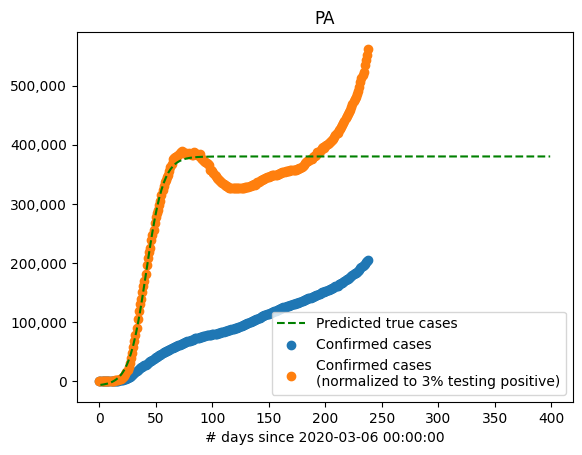 PA
500,000
400,000
300,000
200,000
100,000
0
Predicted true cases
Confirmed cases
Confirmed cases
(normalized to 3% testing positive)
0 50 100 150 200 250 300 350 400
# days since 2020-03-06 00:00:00